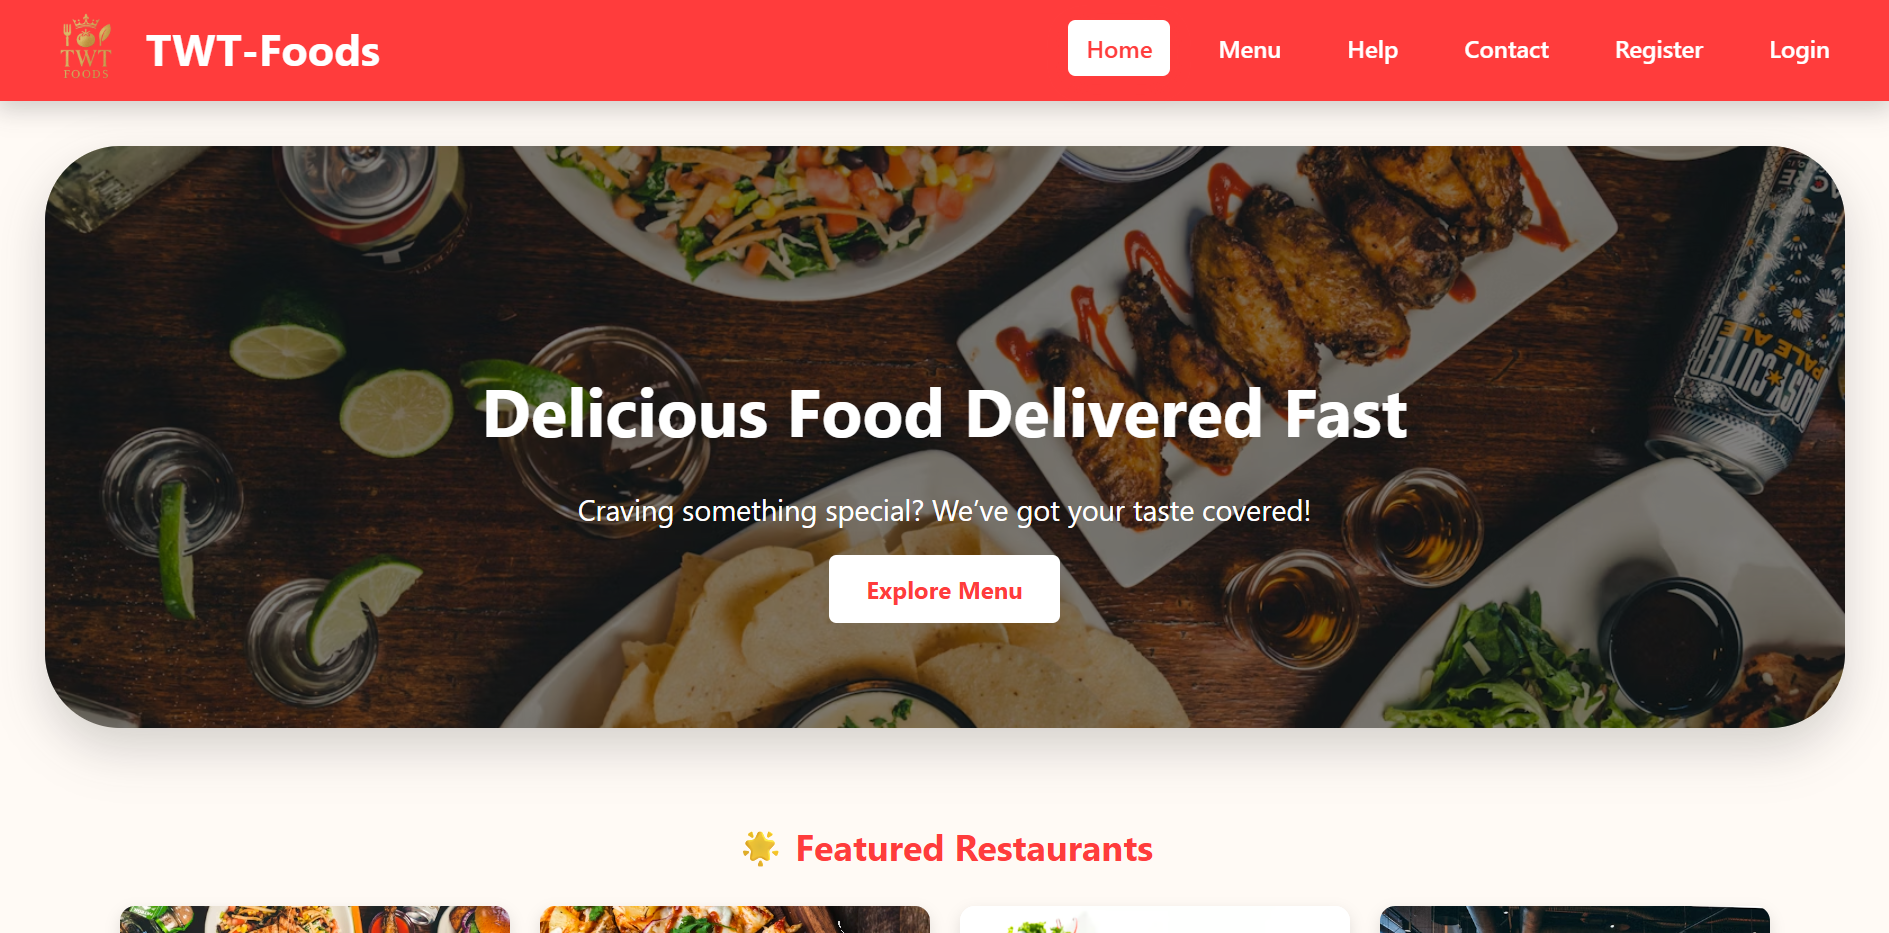 TWT
FOODS
TWT-Foods
Home
Menu
Help
Contact
Register
Login
PALE ALE
Delicious Food Delivered Fast
Craving something special? We’ve got your taste covered!
Explore Menu
🌟 Featured Restaurants